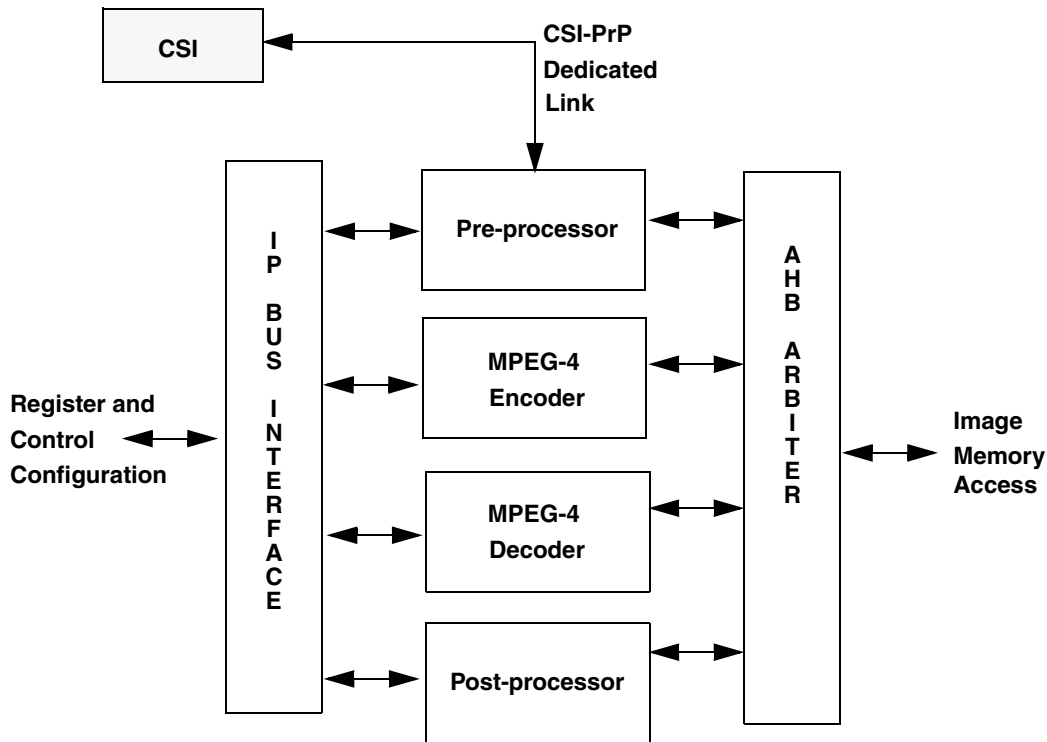 CSI
CSI-PrP
Dedicated
Link
Pre-processor
IP BUS INTERFACE
AHB ARBITER
MPEG-4
Encoder
Register and
Control
Configuration
Image
Memory
Access
MPEG-4
Decoder
Post-processor